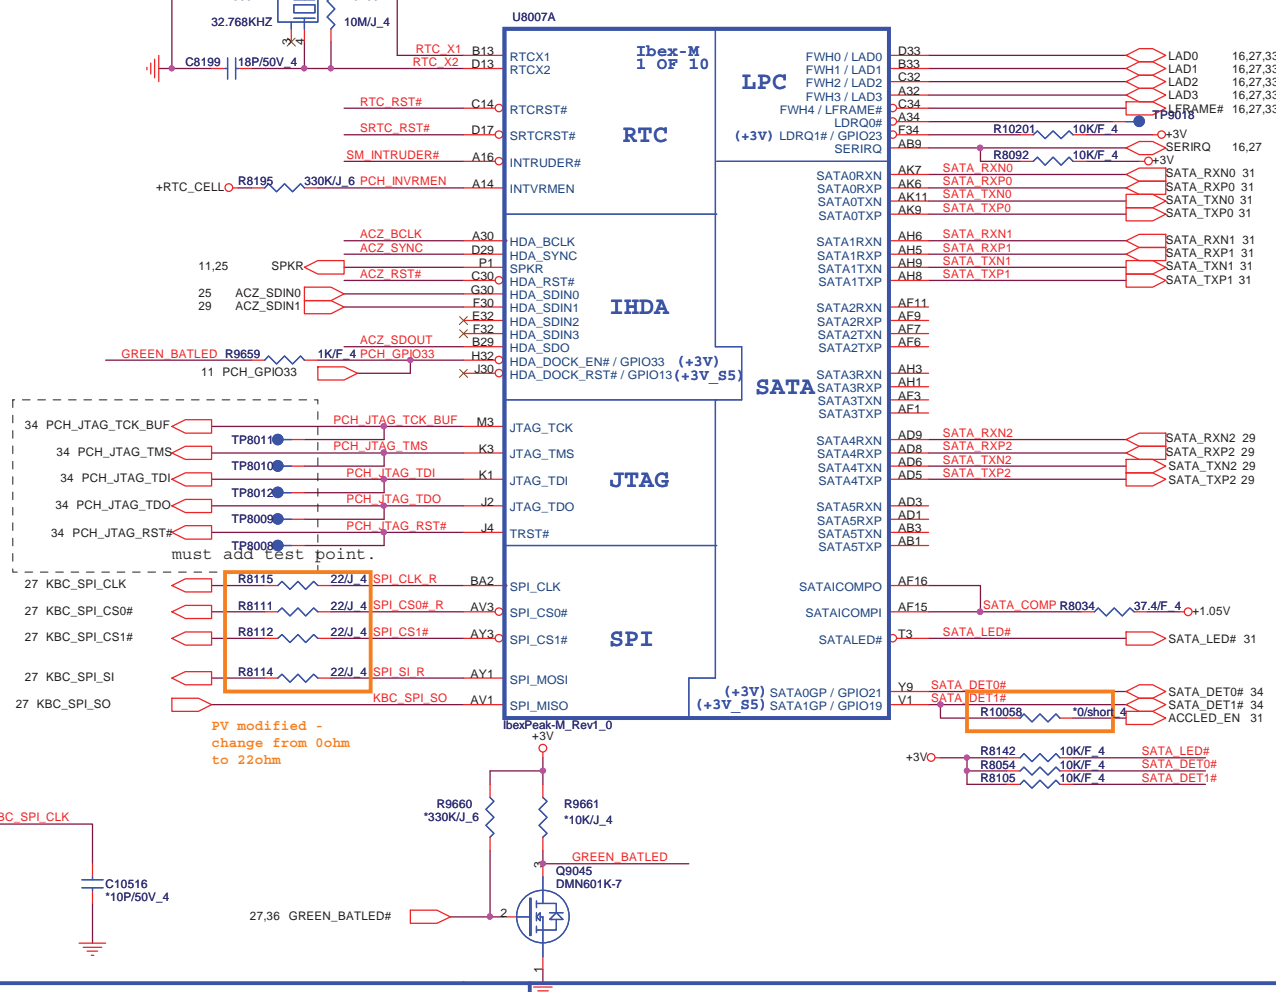 U8007A
32.768KHZ
3
4
10M/J_4
C8199
18P/50V_4
RTC_X1 B13 RTCX1
RTC_X2 D13 RTCX2
RTC_RST# C14 RTCRST#
SRTC_RST# D17 SRTCRST#
SM_INTRUDER# A16 INTRUDER#
+RTC_CELL R8195 330K/J_6 PCH_INVRMEN A14 INTVRMEN
Ibex-M
1 OF 10
RTC
LPC
D33 FWH0 / LAD0 LAD0 16,27,33
B33 FWH1 / LAD1 LAD1 16,27,33
C32 FWH2 / LAD2 LAD2 16,27,33
A32 FWH3 / LAD3 LAD3 16,27,33
C34 FWH4 / LFRAME# LFRAME# 16,27,33
A34 LDRQ0# TP9018
F34 (+3V) LDRQ1# / GPIO23 R10201 10K/F_4 +3V
AB9 SERIRQ SERIRQ 16,27
R8092 10K/F_4 +3V
SATA0RXN AK7 SATA_RXN0 SATA_RXN0 31
SATA0RXP AK6 SATA_RXP0 SATA_RXP0 31
SATA0TXN AK11 SATA_TXN0 SATA_TXN0 31
SATA0TXP AK9 SATA_TXP0 SATA_TXP0 31
SATA1RXN AH6 SATA_RXN1 SATA_RXN1 31
SATA1RXP AH5 SATA_RXP1 SATA_RXP1 31
SATA1TXN AH9 SATA_TXN1 SATA_TXN1 31
SATA1TXP AH8 SATA_TXP1 SATA_TXP1 31
SATA2RXN AF11
SATA2RXP AF9
SATA2TXN AF7
SATA2TXP AF6
SATA3RXN AH3
SATA3RXP AH1
SATA3TXN AF3
SATA3TXP AF1
SATA
SATA4RXN AD9 SATA_RXN2 SATA_RXN2 29
SATA4RXP AD8 SATA_RXP2 SATA_RXP2 29
SATA4TXN AD6 SATA_TXN2 SATA_TXN2 29
SATA4TXP AD5 SATA_TXP2 SATA_TXP2 29
SATA5RXN AD3
SATA5RXP AD1
SATA5TXN AB3
SATA5TXP AB1
SATAICOMPO AF16
SATAICOMPI AF15 SATA_COMP R8034 37.4/F_4 +1.05V
SATALED# T3 SATA_LED# SATA_LED# 31
(+3V) SATA0GP / GPIO21 Y9 SATA_DET0# SATA_DET0# 34
(+3V_S5) SATA1GP / GPIO19 V1 SATA_DET1# SATA_DET1# 34
R10058 *0/short_4 ACCLED_EN 31
+3V R8142 10K/F_4 SATA_LED#
R8054 10K/F_4 SATA_DET0#
R8105 10K/F_4 SATA_DET1#
ACZ_BCLK A30 HDA_BCLK
ACZ_SYNC D29 HDA_SYNC
11,25 SPKR P1 SPKR
ACZ_RST# C30 HDA_RST#
25 ACZ_SDIN0 G30 HDA_SDIN0
29 ACZ_SDIN1 F30 HDA_SDIN1
E32 HDA_SDIN2
F32 HDA_SDIN3
ACZ_SDOUT B29 HDA_SDO
GREEN_BATLED R9659 1K/F_4 PCH_GPIO33 H32 HDA_DOCK_EN# / GPIO33 (+3V)
11 PCH_GPIO33 J30 HDA_DOCK_RST# / GPIO13 (+3V_S5)
IHDA
34 PCH_JTAG_TCK_BUF PCH_JTAG_TCK_BUF M3 JTAG_TCK
TP8011
34 PCH_JTAG_TMS PCH_JTAG_TMS K3 JTAG_TMS
TP8010
34 PCH_JTAG_TDI PCH_JTAG_TDI K1 JTAG_TDI
TP8012
34 PCH_JTAG_TDO PCH_JTAG_TDO J2 JTAG_TDO
TP8009
34 PCH_JTAG_RST# PCH_JTAG_RST# J4 TRST#
TP8008
JTAG
must add test point.
27 KBC_SPI_CLK R8115 22/J_4 SPI_CLK_R BA2 SPI_CLK
27 KBC_SPI_CS0# R8111 22/J_4 SPI_CS0#_R AV3 SPI_CS0#
27 KBC_SPI_CS1# R8112 22/J_4 SPI_CS1# AY3 SPI_CS1#
27 KBC_SPI_SI R8114 22/J_4 SPI_SI_R AY1 SPI_MOSI
27 KBC_SPI_SO KBC_SPI_SO AV1 SPI_MISO
SPI
PV modified -
change from 0ohm
to 22ohm
IbexPeak-M_Rev1_0
+3V
R9660
*330K/J_6
R9661
*10K/J_4
GREEN_BATLED
3
Q9045
DMN601K-7
27,36 GREEN_BATLED# 2
1
BC_SPI_CLK
C10516
*10P/50V_4